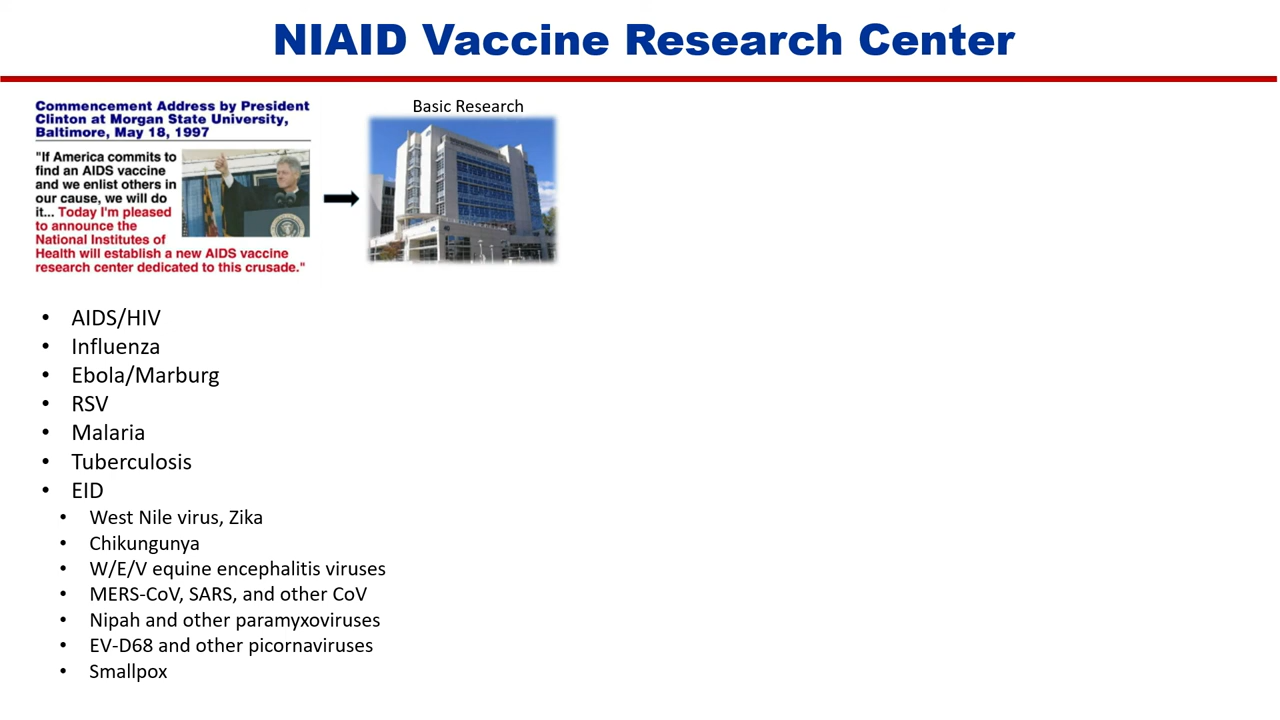 NIAID Vaccine Research Center
Commencement Address by President
Clinton at Morgan State University,
Baltimore, May 18, 1997
"If America commits to
find an AIDS vaccine
and we enlist others in
our cause, we will do
it... Today I'm pleased
to announce the
National Institutes of
Health will establish a new AIDS vaccine
research center dedicated to this crusade."
Basic Research
• AIDS/HIV
• Influenza
• Ebola/Marburg
• RSV
• Malaria
• Tuberculosis
• EID
• West Nile virus, Zika
• Chikungunya
• W/E/V equine encephalitis viruses
• MERS-CoV, SARS, and other CoV
• Nipah and other paramyxoviruses
• EV-D68 and other picornaviruses
• Smallpox